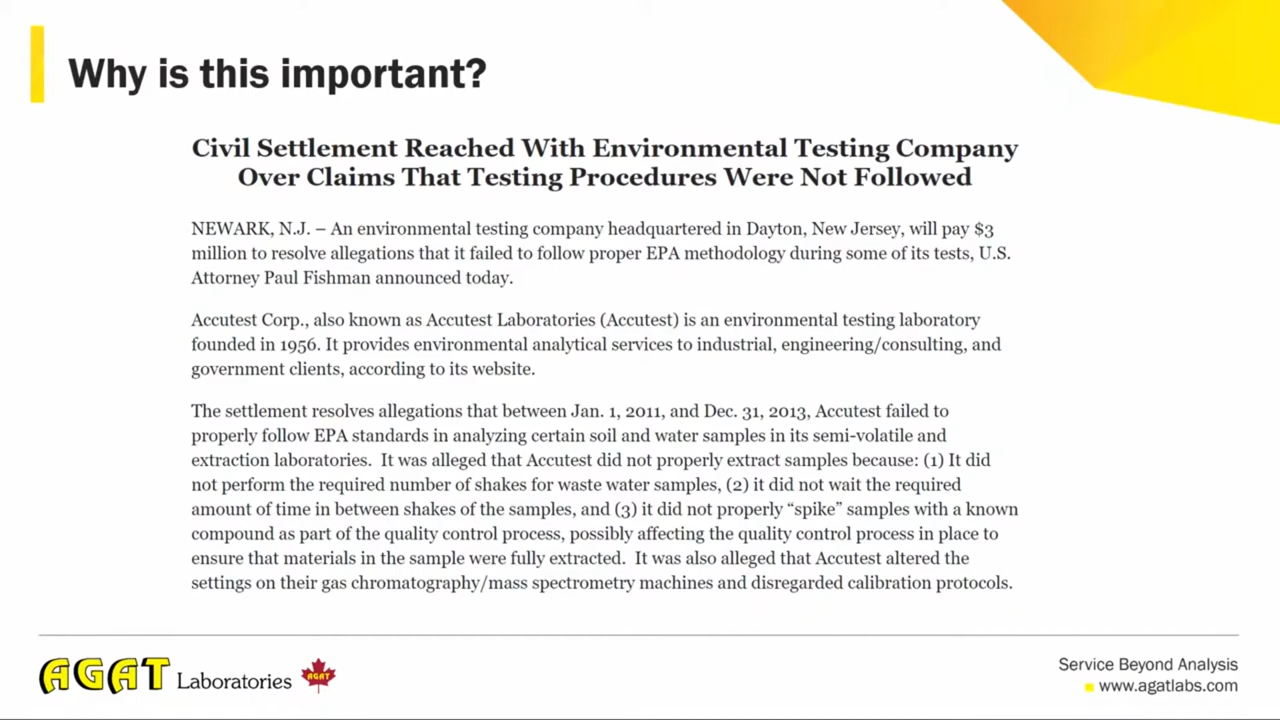 Why is this important?
Civil Settlement Reached With Environmental Testing Company
Over Claims That Testing Procedures Were Not Followed
NEWARK, N.J. – An environmental testing company headquartered in Dayton, New Jersey, will pay $3
million to resolve allegations that it failed to follow proper EPA methodology during some of its tests, U.S.
Attorney Paul Fishman announced today.
Accutest Corp., also known as Accutest Laboratories (Accutest) is an environmental testing laboratory
founded in 1956. It provides environmental analytical services to industrial, engineering/consulting, and
government clients, according to its website.
The settlement resolves allegations that between Jan. 1, 2011, and Dec. 31, 2013, Accutest failed to
properly follow EPA standards in analyzing certain soil and water samples in its semi-volatile and
extraction laboratories.  It was alleged that Accutest did not properly extract samples because: (1) It did
not perform the required number of shakes for waste water samples, (2) it did not wait the required
amount of time in between shakes of the samples, and (3) it did not properly “spike” samples with a known
compound as part of the quality control process, possibly affecting the quality control process in place to
ensure that materials in the sample were fully extracted.  It was also alleged that Accutest altered the
settings on their gas chromatography/mass spectrometry machines and disregarded calibration protocols.
AGAT Laboratories AGAT
Service Beyond Analysis
www.agatlabs.com